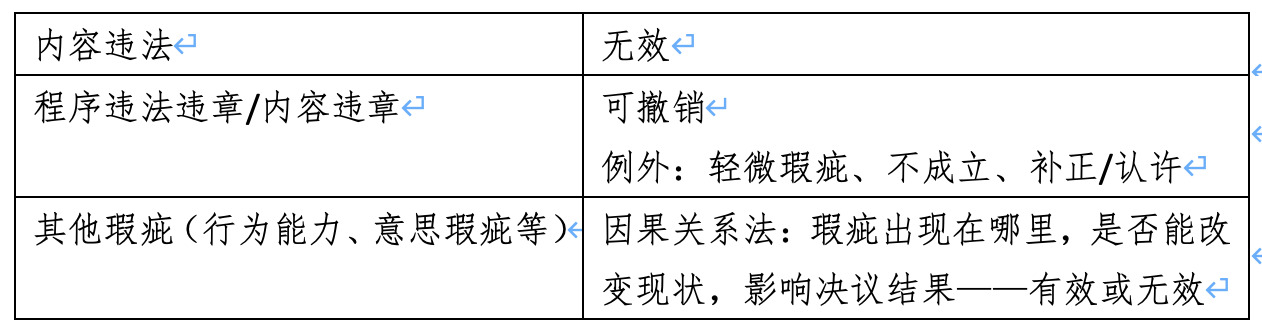 内容违法
无效
程序违法违章/内容违章
可撤销
例外：轻微瑕疵、不成立、补正/认许
其他瑕疵（行为能力、意思瑕疵等）
因果关系法：瑕疵出现在哪里，是否能改
变现状，影响决议结果——有效或无效